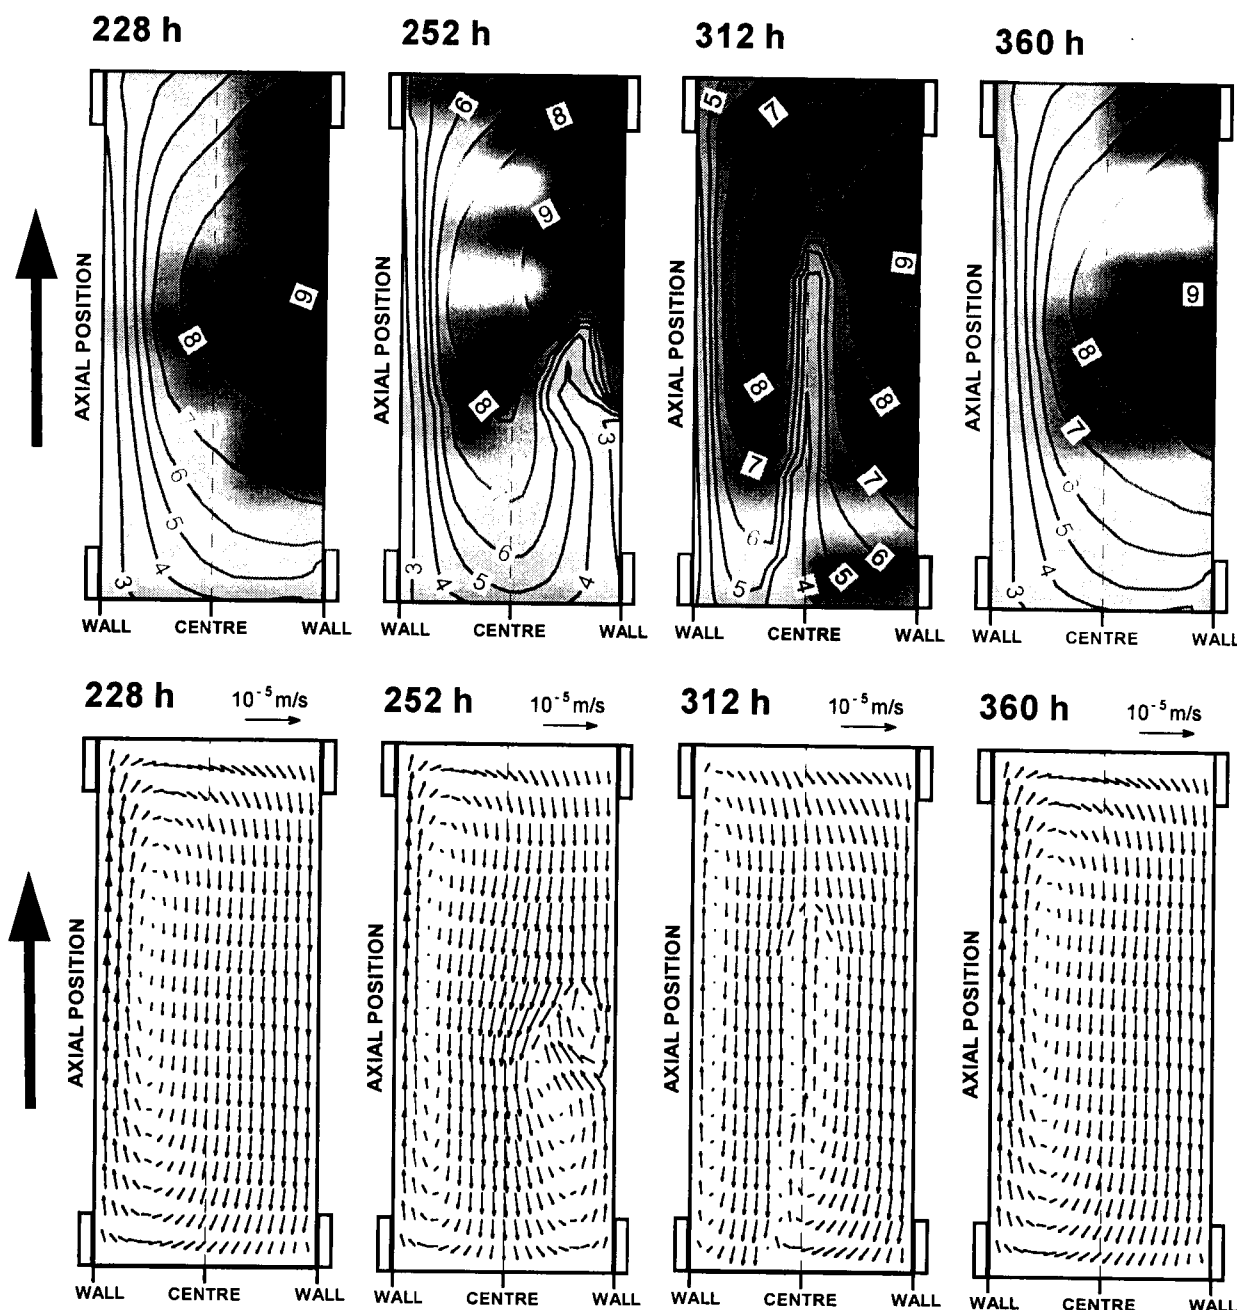 228 h 252 h 312 h 360 h
6 8 5 7
9 9 9 9
8 8 8 8 8 7
7 3 7 7
6 7 6 6
5 6 6 5
3 4 3 4 5 4 5 4 5 3 4
AXIAL POSITION AXIAL POSITION AXIAL POSITION AXIAL POSITION
WALL CENTRE WALL WALL CENTRE WALL WALL CENTRE WALL WALL CENTRE WALL
228 h 10⁻⁵ m/s 252 h 10⁻⁵ m/s 312 h 10⁻⁵ m/s 360 h 10⁻⁵ m/s
AXIAL POSITION AXIAL POSITION AXIAL POSITION AXIAL POSITION
WALL CENTRE WALL WALL CENTRE WALL WALL CENTRE WALL WALL CENTRE WALL